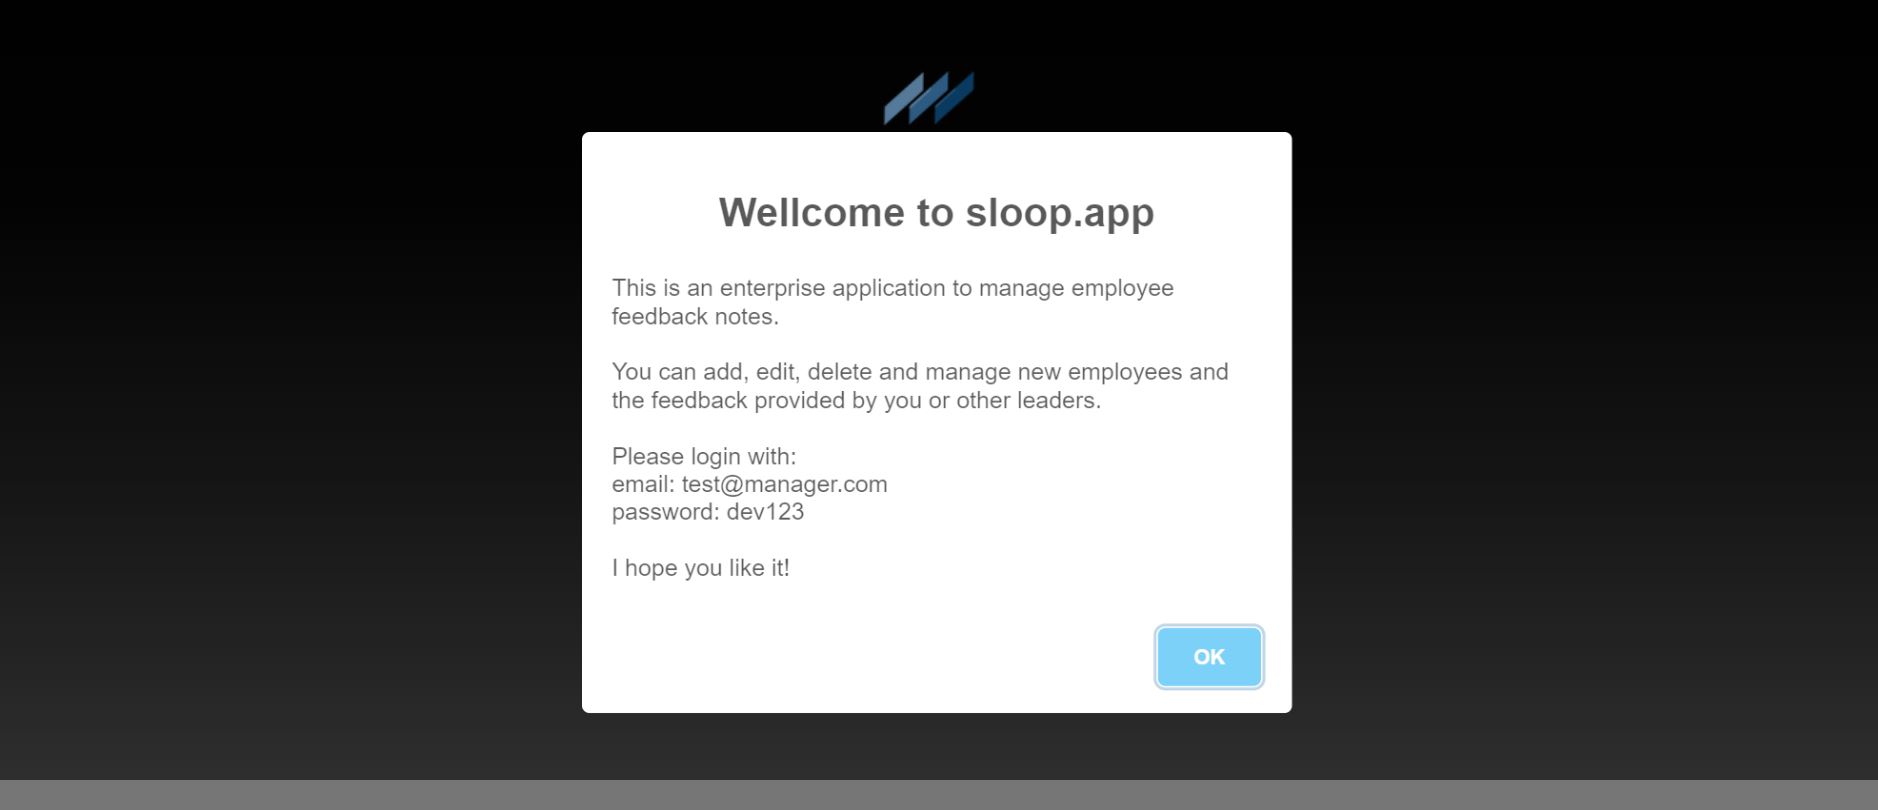 Wellcome to sloop.app
This is an enterprise application to manage employee
feedback notes.
You can add, edit, delete and manage new employees and
the feedback provided by you or other leaders.
Please login with:
email: test@manager.com
password: dev123
I hope you like it!
OK